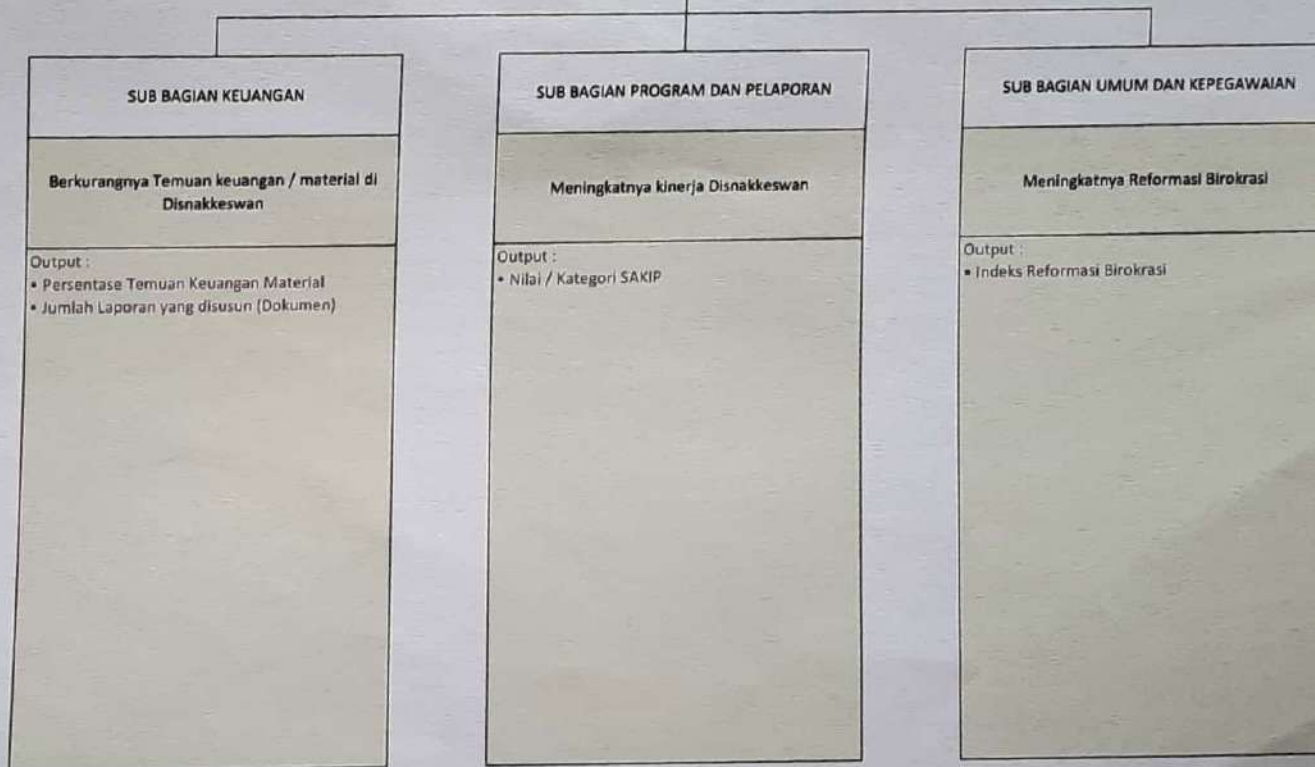 SUB BAGIAN KEUANGAN
Berkurangnya Temuan keuangan / material di
Disnakkeswan
Output :
• Persentase Temuan Keuangan Material
• Jumlah Laporan yang disusun (Dokumen)
SUB BAGIAN PROGRAM DAN PELAPORAN
Meningkatnya kinerja Disnakkeswan
Output :
• Nilai / Kategori SAKIP
SUB BAGIAN UMUM DAN KEPEGAWAIAN
Meningkatnya Reformasi Birokrasi
Output :
• Indeks Reformasi Birokrasi